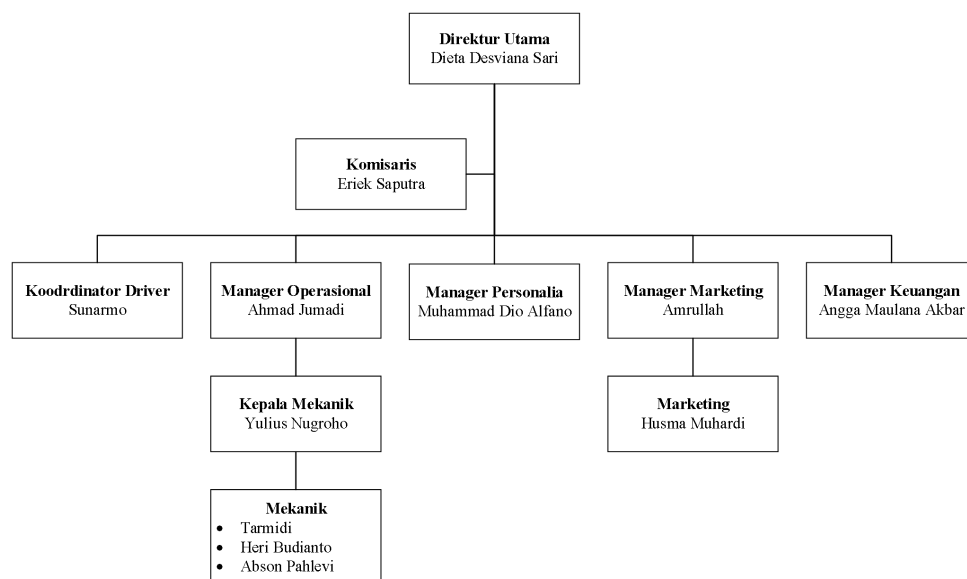 Direktur Utama
Dieta Desviana Sari
Komisaris
Eriek Saputra
Koodrdinator Driver
Sunarmo
Manager Operasional
Ahmad Jumadi
Manager Personalia
Muhammad Dio Alfano
Manager Marketing
Amrullah
Manager Keuangan
Angga Maulana Akbar
Kepala Mekanik
Yulius Nugroho
Marketing
Husma Muhardi
Mekanik
• Tarmidi
• Heri Budianto
• Abson Pahlevi